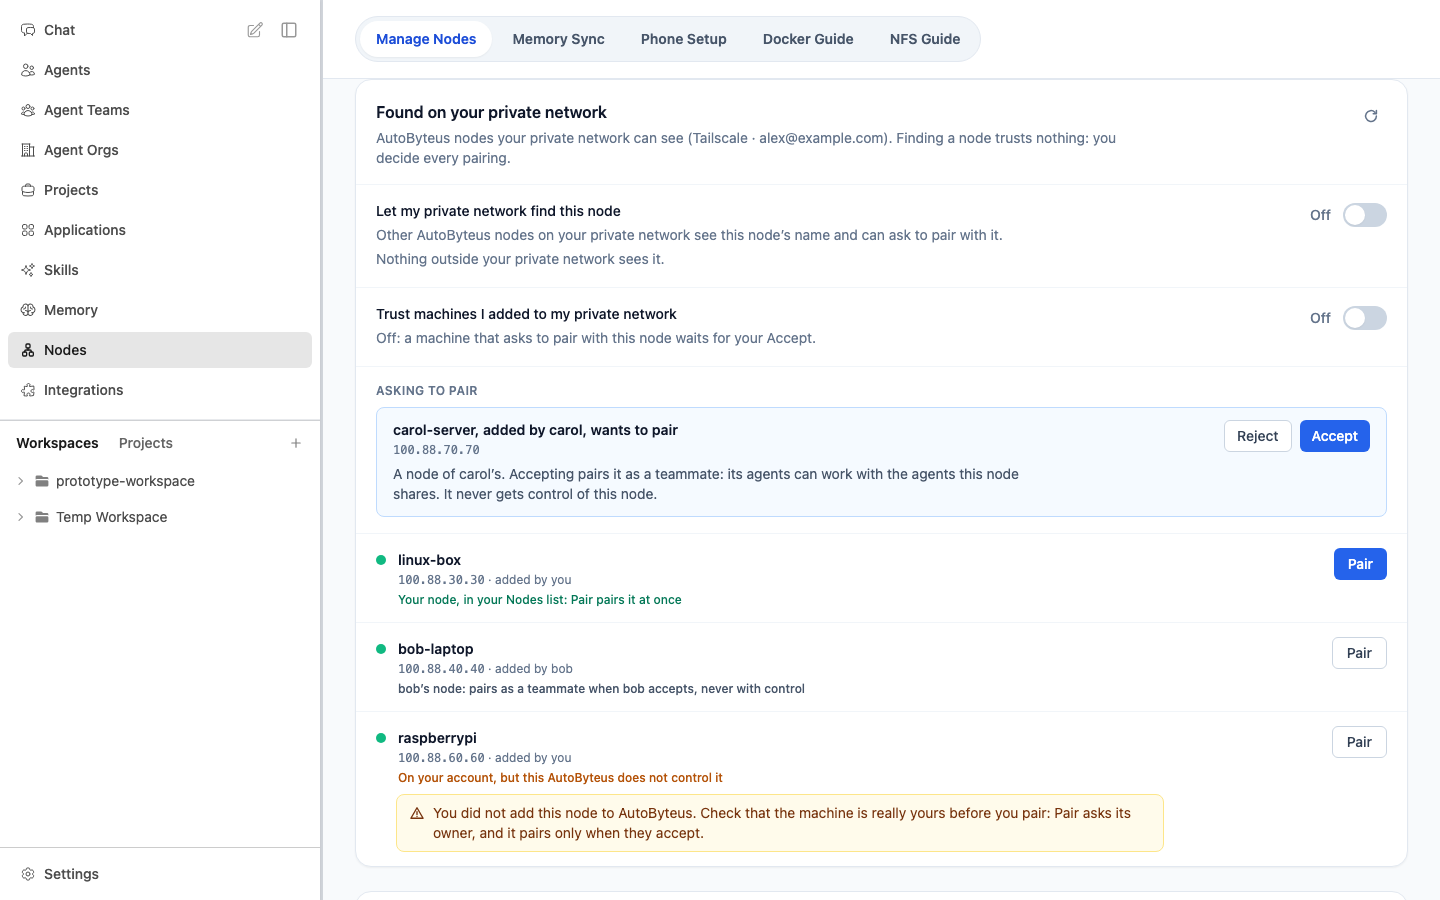 Chat
Agents
Agent Teams
Agent Orgs
Projects
Applications
Skills
Memory
Nodes
Integrations
Workspaces Projects
prototype-workspace
Temp Workspace
Settings
Manage Nodes Memory Sync Phone Setup Docker Guide NFS Guide
Found on your private network
AutoByteus nodes your private network can see (Tailscale · alex@example.com). Finding a node trusts nothing: you
decide every pairing.
Let my private network find this node
Off
Other AutoByteus nodes on your private network see this node’s name and can ask to pair with it.
Nothing outside your private network sees it.
Trust machines I added to my private network
Off
Off: a machine that asks to pair with this node waits for your Accept.
ASKING TO PAIR
carol-server, added by carol, wants to pair
Reject Accept
100.88.70.70
A node of carol’s. Accepting pairs it as a teammate: its agents can work with the agents this node
shares. It never gets control of this node.
linux-box
Pair
100.88.30.30 · added by you
Your node, in your Nodes list: Pair pairs it at once
bob-laptop
Pair
100.88.40.40 · added by bob
bob’s node: pairs as a teammate when bob accepts, never with control
raspberrypi
Pair
100.88.60.60 · added by you
On your account, but this AutoByteus does not control it
You did not add this node to AutoByteus. Check that the machine is really yours before you pair: Pair asks its
owner, and it pairs only when they accept.